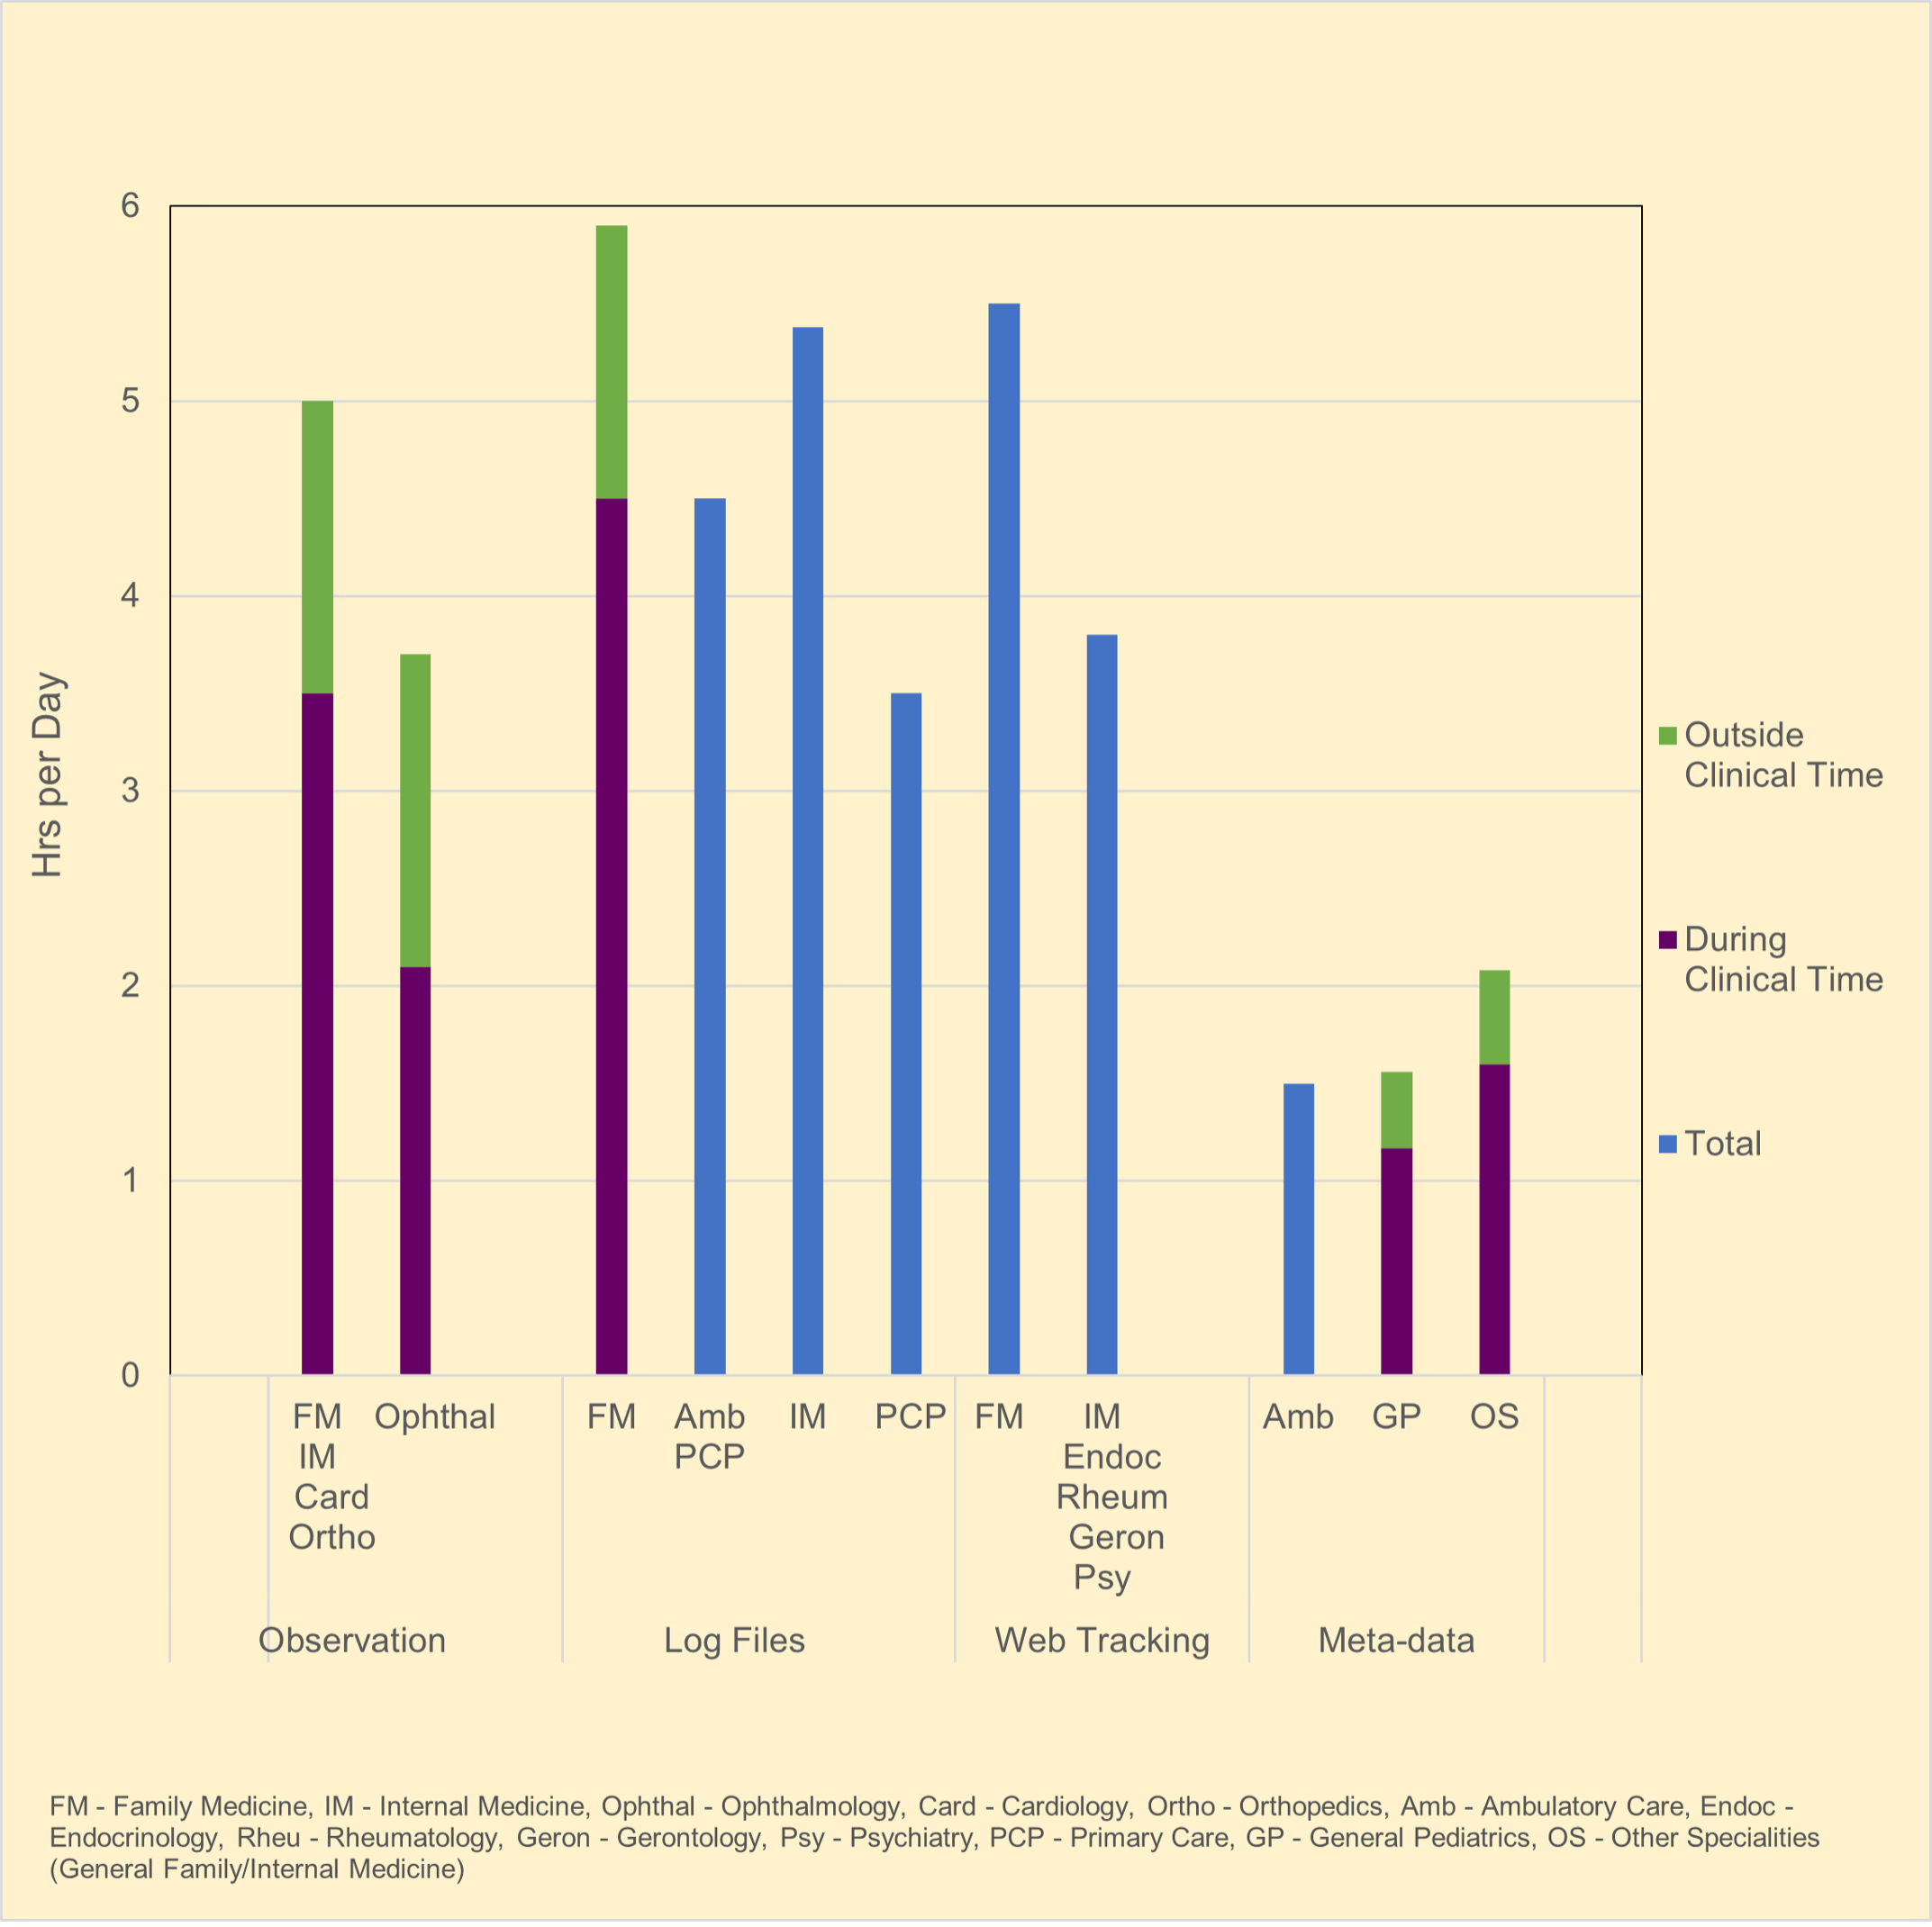 6
5
4
3
2
1
0
Hrs per Day
Outside
Clinical Time
During
Clinical Time
Total
FM
IM
Card
Ortho
Ophthal
FM
Amb
PCP
IM
PCP
FM
IM
Endoc
Rheum
Geron
Psy
Amb
GP
OS
Observation
Log Files
Web Tracking
Meta-data
FM - Family Medicine, IM - Internal Medicine, Ophthal - Ophthalmology, Card - Cardiology, Ortho - Orthopedics, Amb - Ambulatory Care, Endoc -
Endocrinology, Rheu - Rheumatology, Geron - Gerontology, Psy - Psychiatry, PCP - Primary Care, GP - General Pediatrics, OS - Other Specialities
(General Family/Internal Medicine)